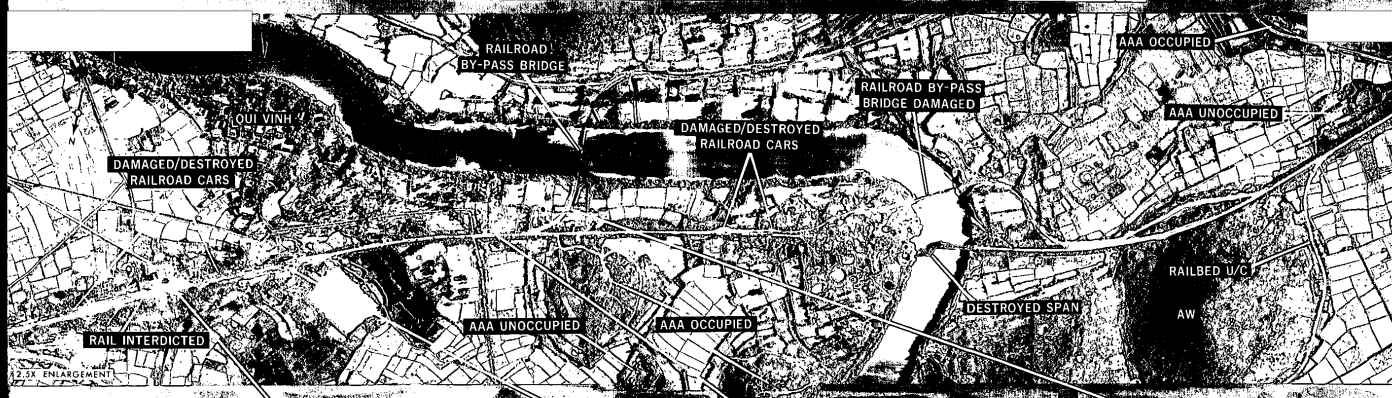 RAILROAD
BY-PASS BRIDGE
AAA OCCUPIED
RAILROAD BY-PASS
BRIDGE DAMAGED
AAA UNOCCUPIED
QUI VINH
DAMAGED/DESTROYED
RAILROAD CARS
N
DAMAGED/DESTROYED
RAILROAD CARS
RAILBED U/C
DESTROYED SPAN
AW
AAA UNOCCUPIED
AAA OCCUPIED
RAIL INTERDICTED
2.5X ENLARGEMENT